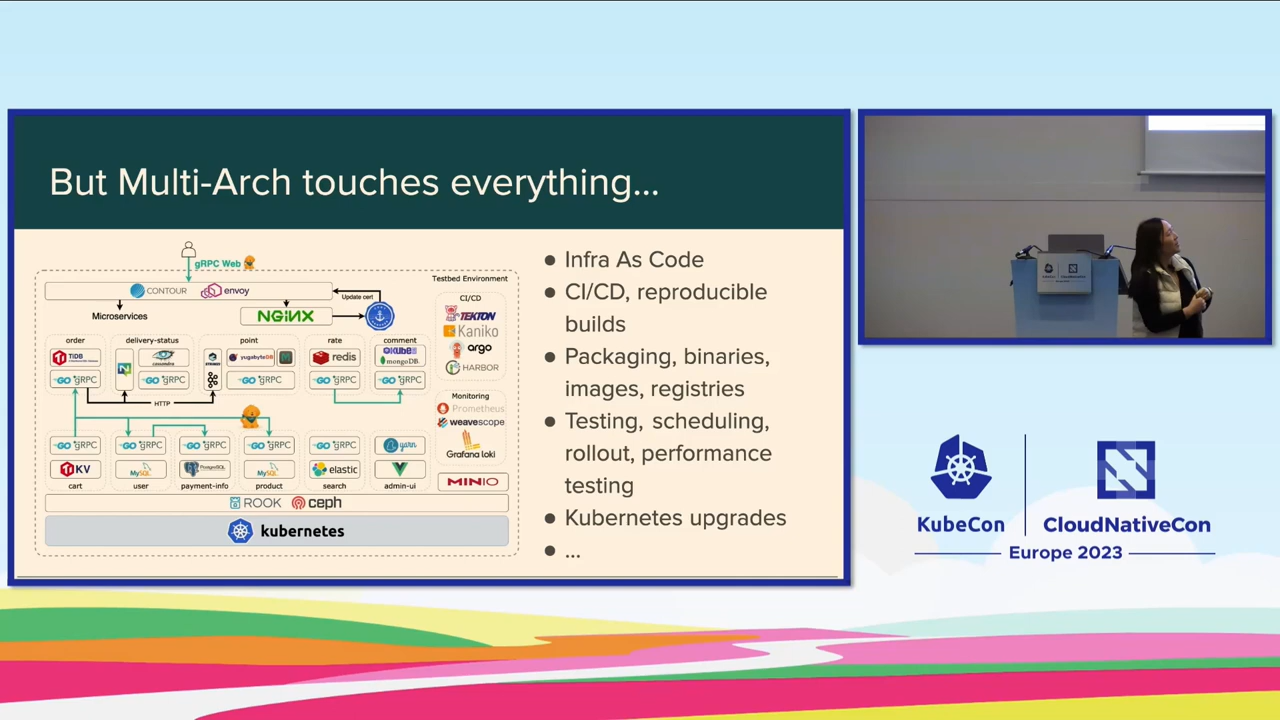 But Multi-Arch touches everything...
gRPC Web
Testbed Environment
CONTOUR
envoy
Update cert
CI/CD
Microservices
NGINX
TEKTON
Kaniko
argo
HARBOR
order
delivery-status
point
rate
comment
TiDB
cassandra
yugabyteDB
redis
KUBEDB
mongoDB
GO gRPC
GO gRPC
GO gRPC
GO gRPC
GO gRPC
HTTP
Monitoring
Prometheus
weavescope
Grafana loki
GO gRPC
GO gRPC
GO gRPC
GO gRPC
GO gRPC
yarn
KV
MySQL
PostgreSQL
MySQL
elastic
cart
user
payment-info
product
search
admin-ui
MINIO
ROOK
ceph
kubernetes
● Infra As Code
● CI/CD, reproducible
builds
● Packaging, binaries,
images, registries
● Testing, scheduling,
rollout, performance
testing
● Kubernetes upgrades
● ...
KubeCon
CloudNativeCon
Europe 2023